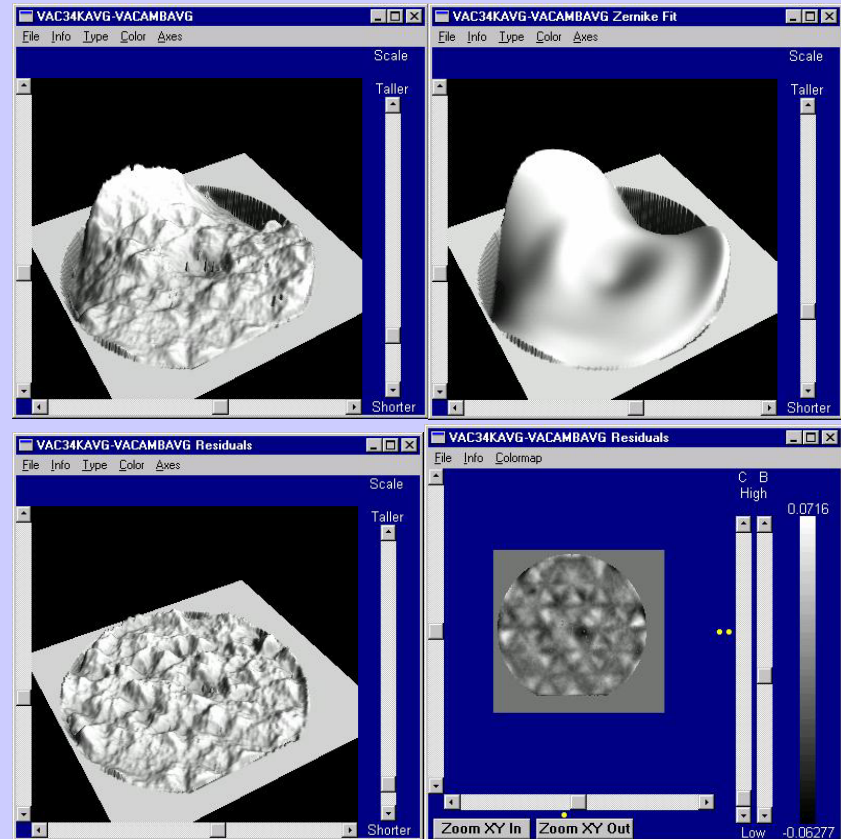 VAC34KAVG-VACAMBAVG
File Info Type Color Axes
Scale
Taller
Shorter
VAC34KAVG-VACAMBAVG Zernike Fit
File Info Type Color Axes
Scale
Taller
Shorter
VAC34KAVG-VACAMBAVG Residuals
File Info Type Color Axes
Scale
Taller
Shorter
VAC34KAVG-VACAMBAVG Residuals
File Info Colormap
C B
High
0.0716
Zoom XY In Zoom XY Out
Low -0.06277